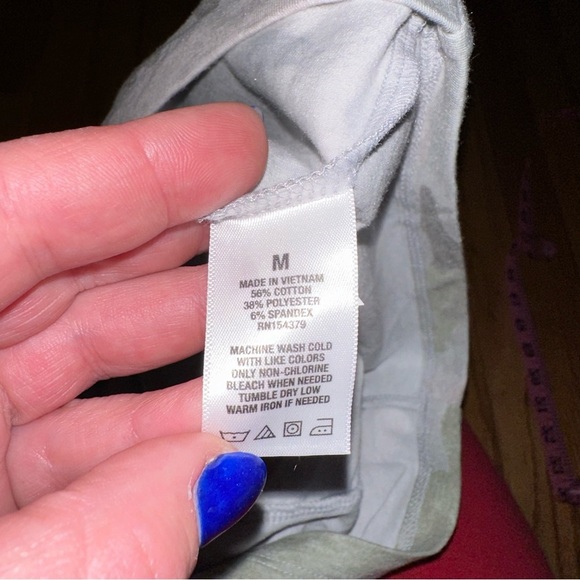 M
MADE IN VIETNAM
56% COTTON
38% POLYESTER
6% SPANDEX
RN154379
MACHINE WASH COLD
WITH LIKE COLORS
ONLY NON-CHLORINE
BLEACH WHEN NEEDED
TUMBLE DRY LOW
WARM IRON IF NEEDED